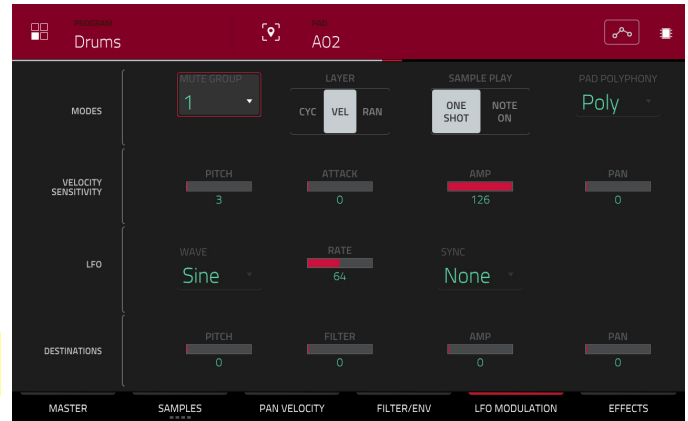 PROGRAM PAD
Drums A02
MUTE GROUP LAYER SAMPLE PLAY PAD POLYPHONY
MODES 1 CYC VEL RAN ONE SHOT NOTE ON Poly
VELOCITY SENSITIVITY PITCH ATTACK AMP PAN
3 0 126 0
WAVE RATE SYNC
LFO Sine 64 None
PITCH FILTER AMP PAN
DESTINATIONS 0 0 0 0
MASTER SAMPLES PAN VELOCITY FILTER/ENV LFO MODULATION EFFECTS